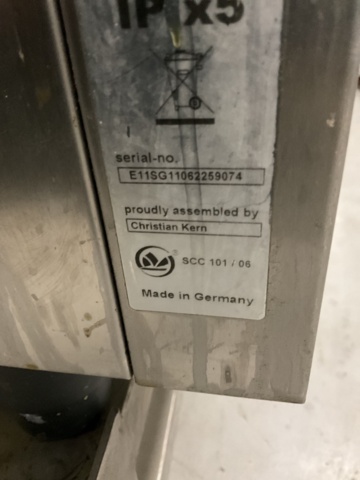 IP x5
serial-no.
E11SG11062259074
proudly assembled by
Christian Kern
SCC 101 / 06
Made in Germany